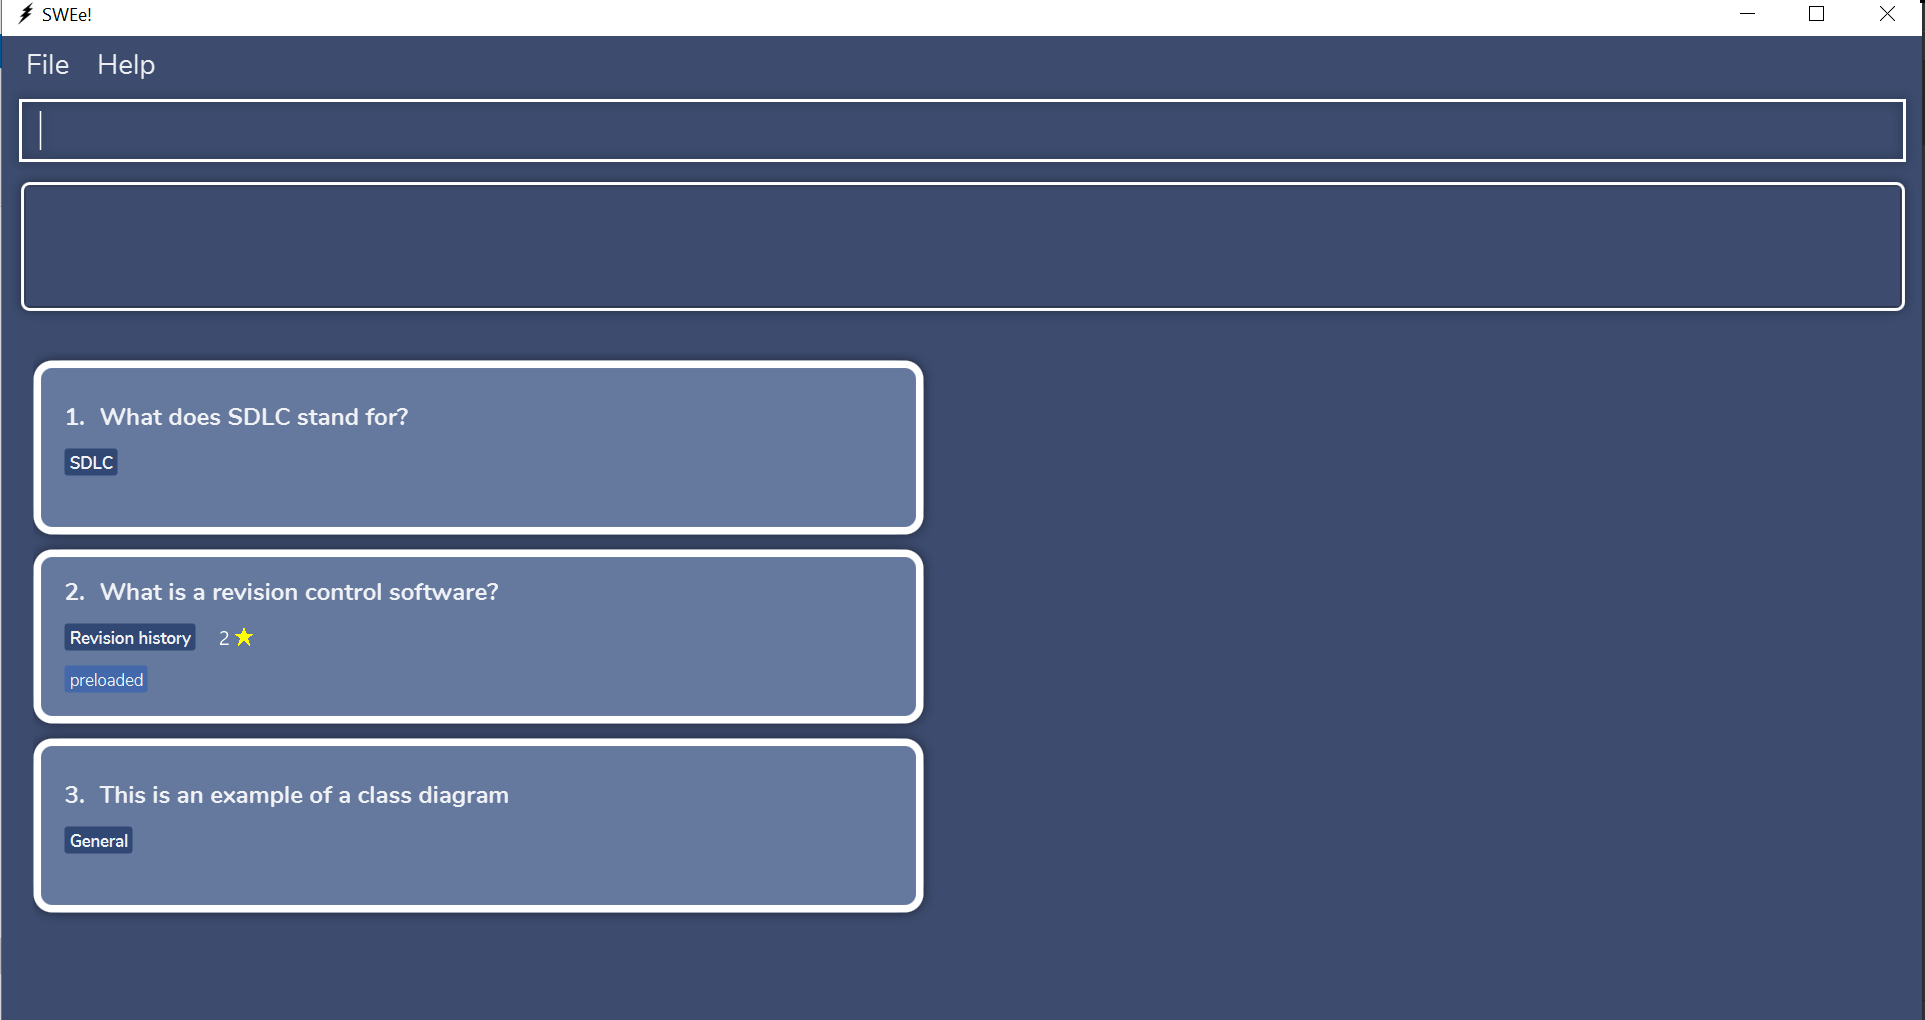 SWEe!
File Help
1. What does SDLC stand for?
SDLC
2. What is a revision control software?
Revision history 2 ★
preloaded
3. This is an example of a class diagram
General